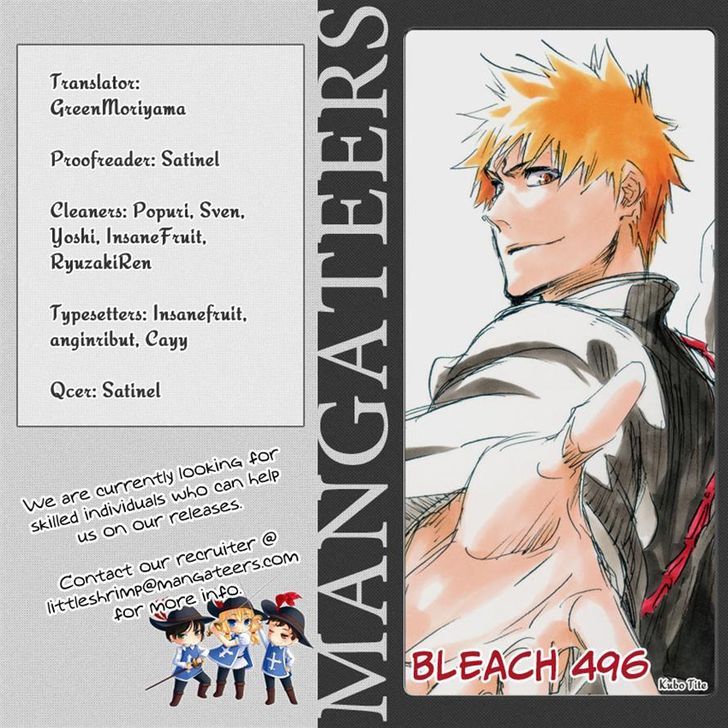 Translator:
GreenMoriyama
Proofreader: Satinel
Cleaners: Popuri, Sven,
Yoshi, InsaneFruit,
RyuzakiRen
Typesetters: Insanefruit,
anginribut, Cayy
Qcer: Satinel
We are currently looking for
skilled individuals who can help
us on our releases.
Contact our recruiter @
littleshrimp@mangateers.com
for more info.
MANGATEERS
BLEACH 496
Kubo Tite